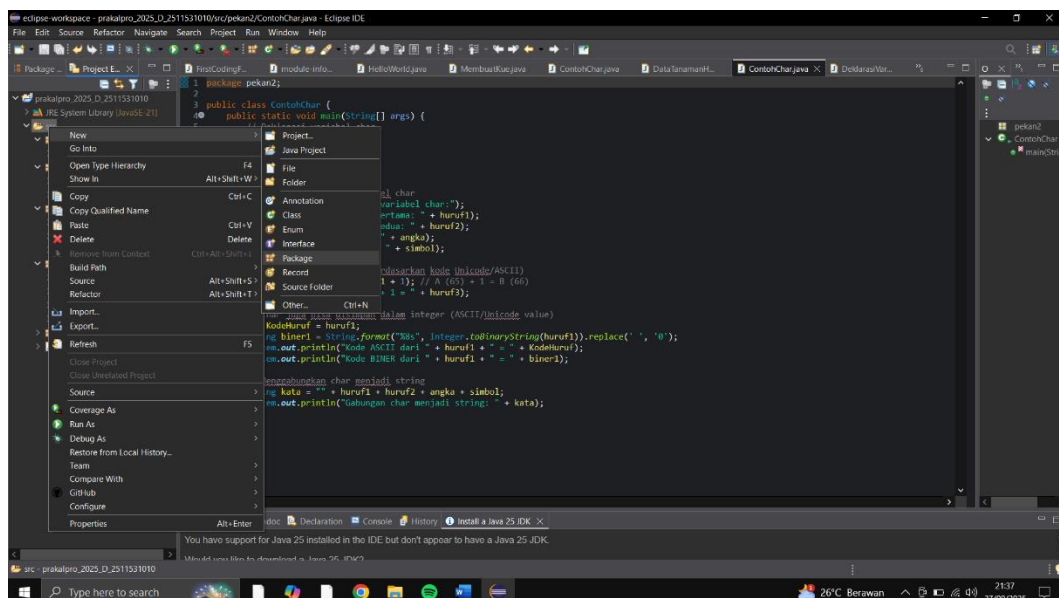 eclipse-workspace - prakalpro_2025_D_2511531010/src/pekan2/ContohChar.java - Eclipse IDE
File Edit Source Refactor Navigate Search Project Run Window Help
Package... Project E... FirstCodingF... module-info... HelloWorld.java MembuatKue.java ContohChar.java DataTanamanH... ContohChar.java DeklarasiVar...
prakalpro_2025_D_2511531010
JRE System Library [JavaSE-21]
1 package pekan2;
2
3 public class ContohChar {
4 public static void main(String[] args) {
pekan2
ContohChar
main(Stri
New
Go Into
Open Type Hierarchy F4
Show In Alt+Shift+W
Copy Ctrl+C
Copy Qualified Name
Paste Ctrl+V
Delete Delete
Remove from Context Ctrl+Alt+Shift+↓
Build Path
Source Alt+Shift+S
Refactor Alt+Shift+T
Import...
Export...
Refresh F5
Close Project
Close Unrelated Project
Source
Coverage As
Run As
Debug As
Restore from Local History...
Team
Compare With
GitHub
Configure
Properties Alt+Enter
Project...
Java Project
File
Folder
Annotation
Class
Enum
Interface
Package
Record
Source Folder
Other... Ctrl+N
char
variabel char:");
ertama: " + huruf1);
edua: " + huruf2);
" + angka);
" + simbol);
rdasarkan kode Unicode/ASCII)
1 + 1); // A (65) + 1 = B (66)
+ 1 = " + huruf3);
juga bisa disimpan dalam integer (ASCII/Unicode value)
KodeHuruf = huruf1;
ng biner1 = String.format("%8s", Integer.toBinaryString(huruf1)).replace(' ', '0');
em.out.println("Kode ASCII dari " + huruf1 + " = " + KodeHuruf);
em.out.println("Kode BINER dari " + huruf1 + " = " + biner1);
enggabungkan char menjadi string
ng kata = "" + huruf1 + huruf2 + angka + simbol;
em.out.println("Gabungan char menjadi string: " + kata);
doc Declaration Console History Install a Java 25 JDK
You have support for Java 25 installed in the IDE but don't appear to have a Java 25 JDK.
Would you like to download a Java 25 JDK?
src - prakalpro_2025_D_2511531010
Type here to search
26°C Berawan
21:37